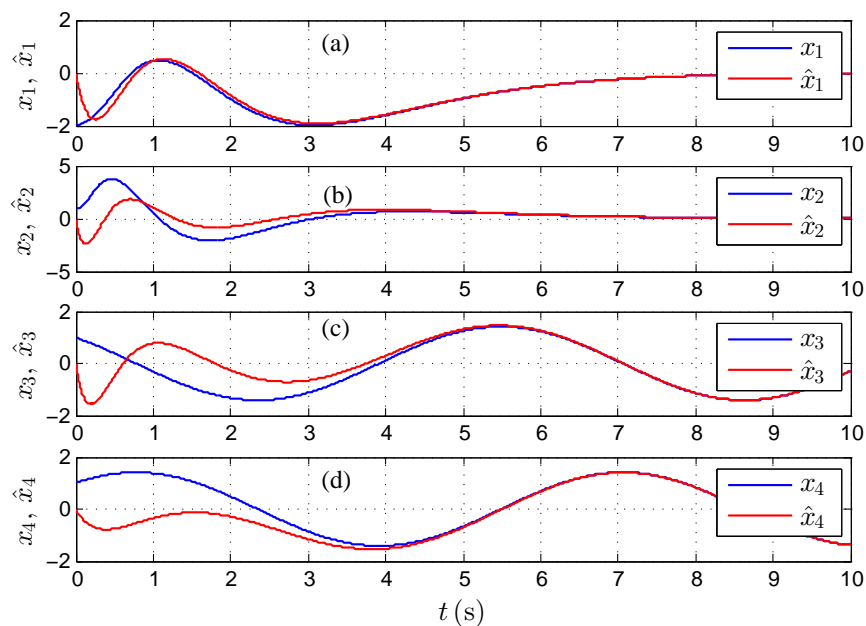 2
0
−2
x₁, x̂₁
(a)
x₁
x̂₁
0 1 2 3 4 5 6 7 8 9 10
5
0
−5
x₂, x̂₂
(b)
x₂
x̂₂
0 1 2 3 4 5 6 7 8 9 10
2
0
−2
x₃, x̂₃
(c)
x₃
x̂₃
0 1 2 3 4 5 6 7 8 9 10
2
0
−2
x₄, x̂₄
(d)
x₄
x̂₄
0 1 2 3 4 5 6 7 8 9 10
t (s)